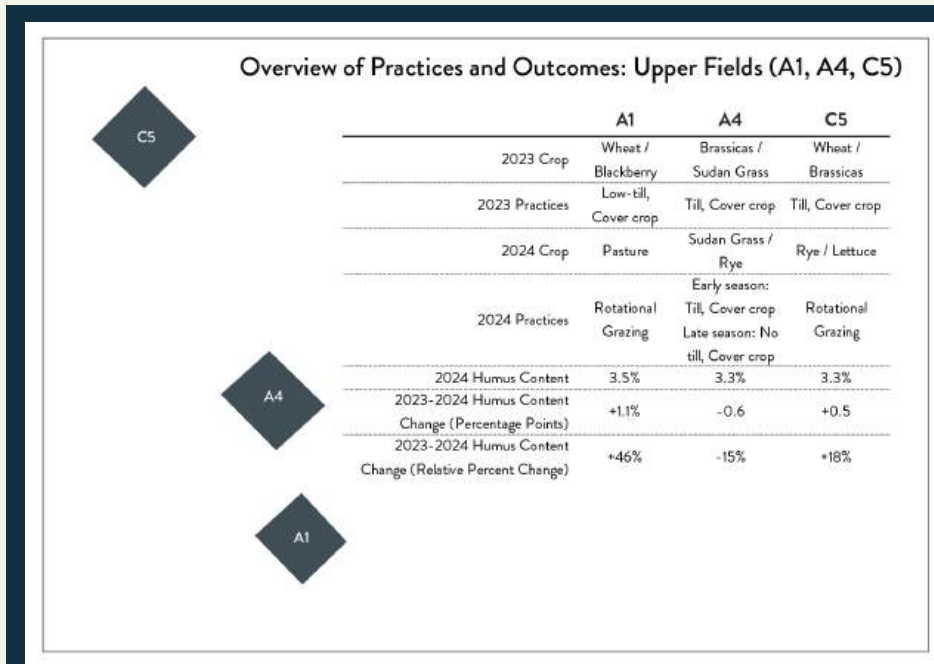 Overview of Practices and Outcomes: Upper Fields (A1, A4, C5)
C5
A1 A4 C5
2023 Crop Wheat / Blackberry Brassicas / Sudan Grass Wheat / Brassicas
2023 Practices Low-till, Cover crop Till, Cover crop Till, Cover crop
2024 Crop Pasture Sudan Grass / Rye Rye / Lettuce
2024 Practices Rotational Grazing Early season: Till, Cover crop Late season: No till, Cover crop Rotational Grazing
A4
2024 Humus Content 3.5% 3.3% 3.3%
2023-2024 Humus Content Change (Percentage Points) +1.1% -0.6 +0.5
2023-2024 Humus Content Change (Relative Percent Change) +46% -15% +18%
A1